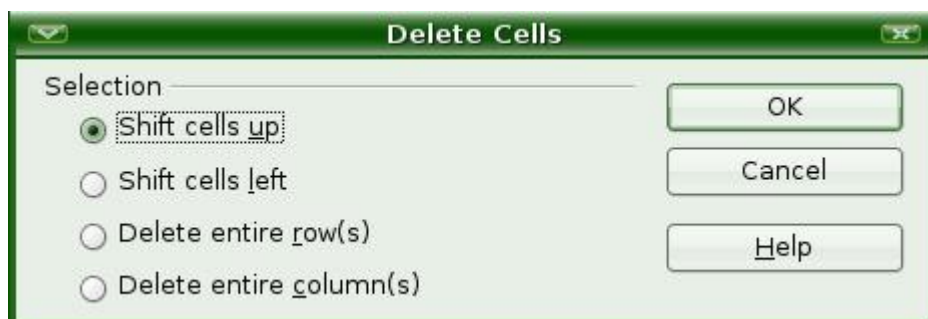 Delete Cells
Selection
Shift cells up
Shift cells left
Delete entire row(s)
Delete entire column(s)
OK
Cancel
Help